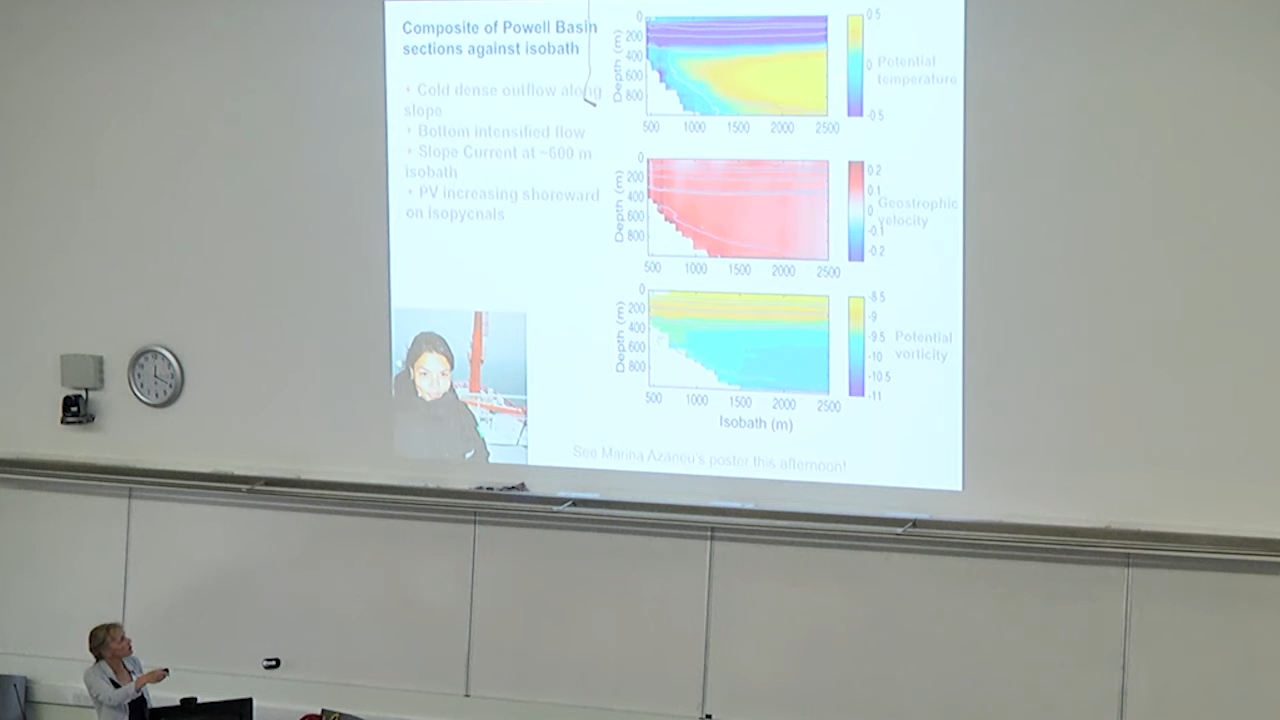 Composite of Powell Basin
sections against isobath
Cold dense outflow along
slope
Bottom intensified flow
Slope Current at ~600 m
isobath
PV increasing shoreward
on isopycnals
Depth (m)
0
200
400
600
800
500 1000 1500 2000 2500
0.5
0
-0.5
Potential
temperature
Depth (m)
0
200
400
600
800
500 1000 1500 2000 2500
0.2
0.1
0
-0.1
-0.2
Geostrophic
velocity
Depth (m)
0
200
400
600
800
500 1000 1500 2000 2500
Isobath (m)
-8.5
-9
-9.5
-10
-10.5
-11
Potential
vorticity
See Marina Azaneu's poster this afternoon!